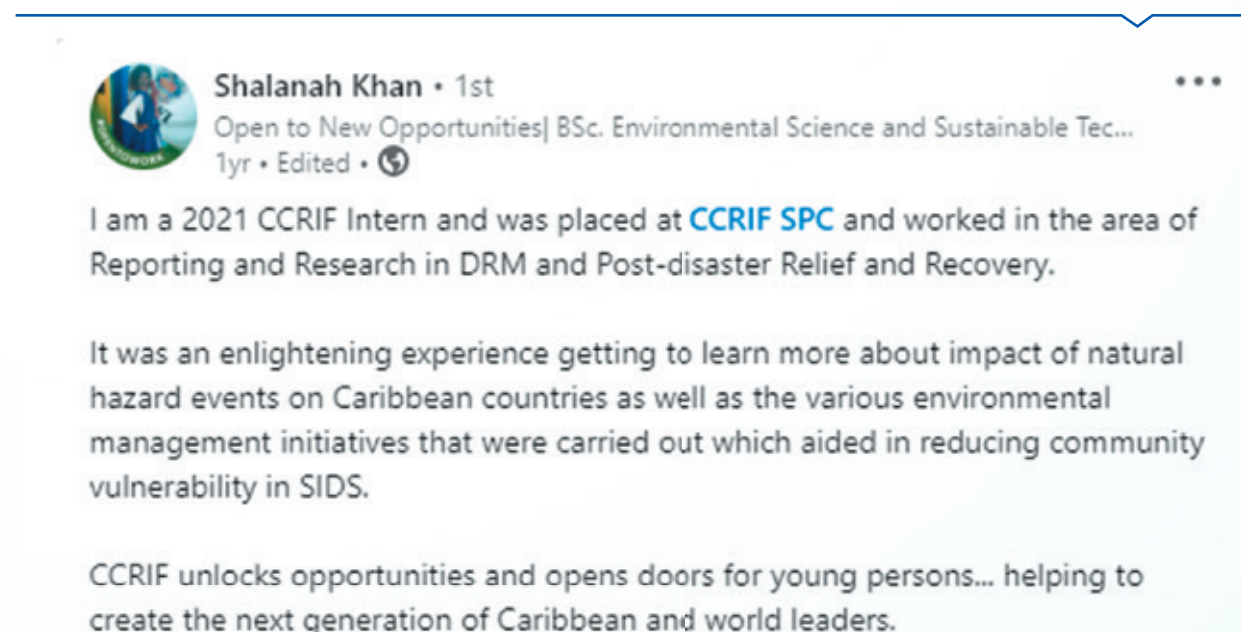 Shalanah Khan • 1st
Open to New Opportunities| BSc. Environmental Science and Sustainable Tec...
1yr • Edited •
#OPENTOWORK
I am a 2021 CCRIF Intern and was placed at CCRIF SPC and worked in the area of
Reporting and Research in DRM and Post-disaster Relief and Recovery.
It was an enlightening experience getting to learn more about impact of natural
hazard events on Caribbean countries as well as the various environmental
management initiatives that were carried out which aided in reducing community
vulnerability in SIDS.
CCRIF unlocks opportunities and opens doors for young persons... helping to
create the next generation of Caribbean and world leaders.